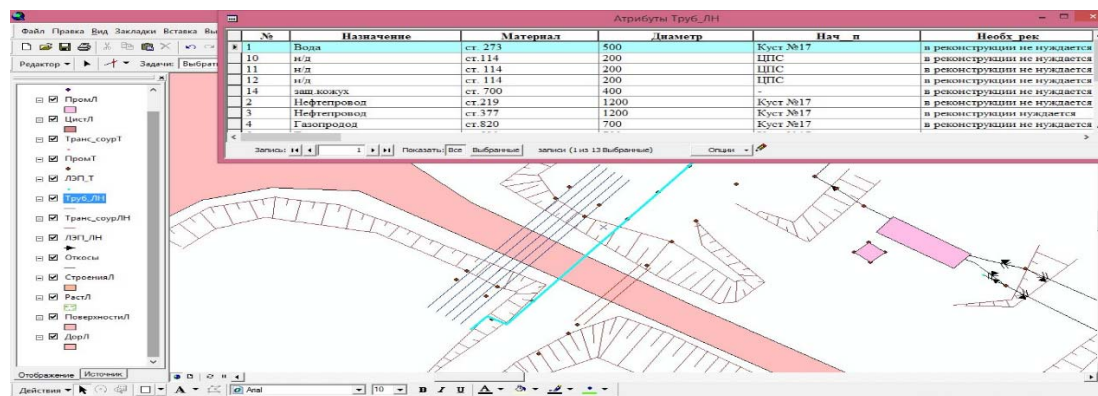 Атрибуты Труб_ЛН
Файл Правка Вид Закладки Вставка Вы
№ Назначение Материал Диаметр Нач_п Необх_рек
1 Вода ст. 273 500 Куст №17 в реконструкции не нуждается
10 н/д ст.114 200 ЦПС в реконструкции не нуждается
11 н/д ст. 114 200 ЦПС в реконструкции не нуждается
12 н/д ст. 114 200 ЦПС в реконструкции не нуждается
14 защ.кожух ст. 700 400 - в реконструкции не нуждается
2 Нефтепровод ст.219 1200 Куст №17 в реконструкции не нуждается
3 Нефтепровод ст.377 1200 Куст №17 в реконструкции нуждается
4 Газопродод ст.820 700 Куст №17 в реконструкции не нуждается
Запись: 1 Показать: Все Выбранные записи (1 из 13 Выбранные) Опции
Редактор Задачи: Выбрат
ПромЛ
ЦистЛ
Транс_соурТ
ПромТ
ЛЭП_Т
Труб_ЛН
Транс_соурЛН
ЛЭП_ЛН
Откосы
СтроенияЛ
РастЛ
ПоверхностиЛ
ДорЛ
Отображение Источник
Действия A Arial 10 B I U A